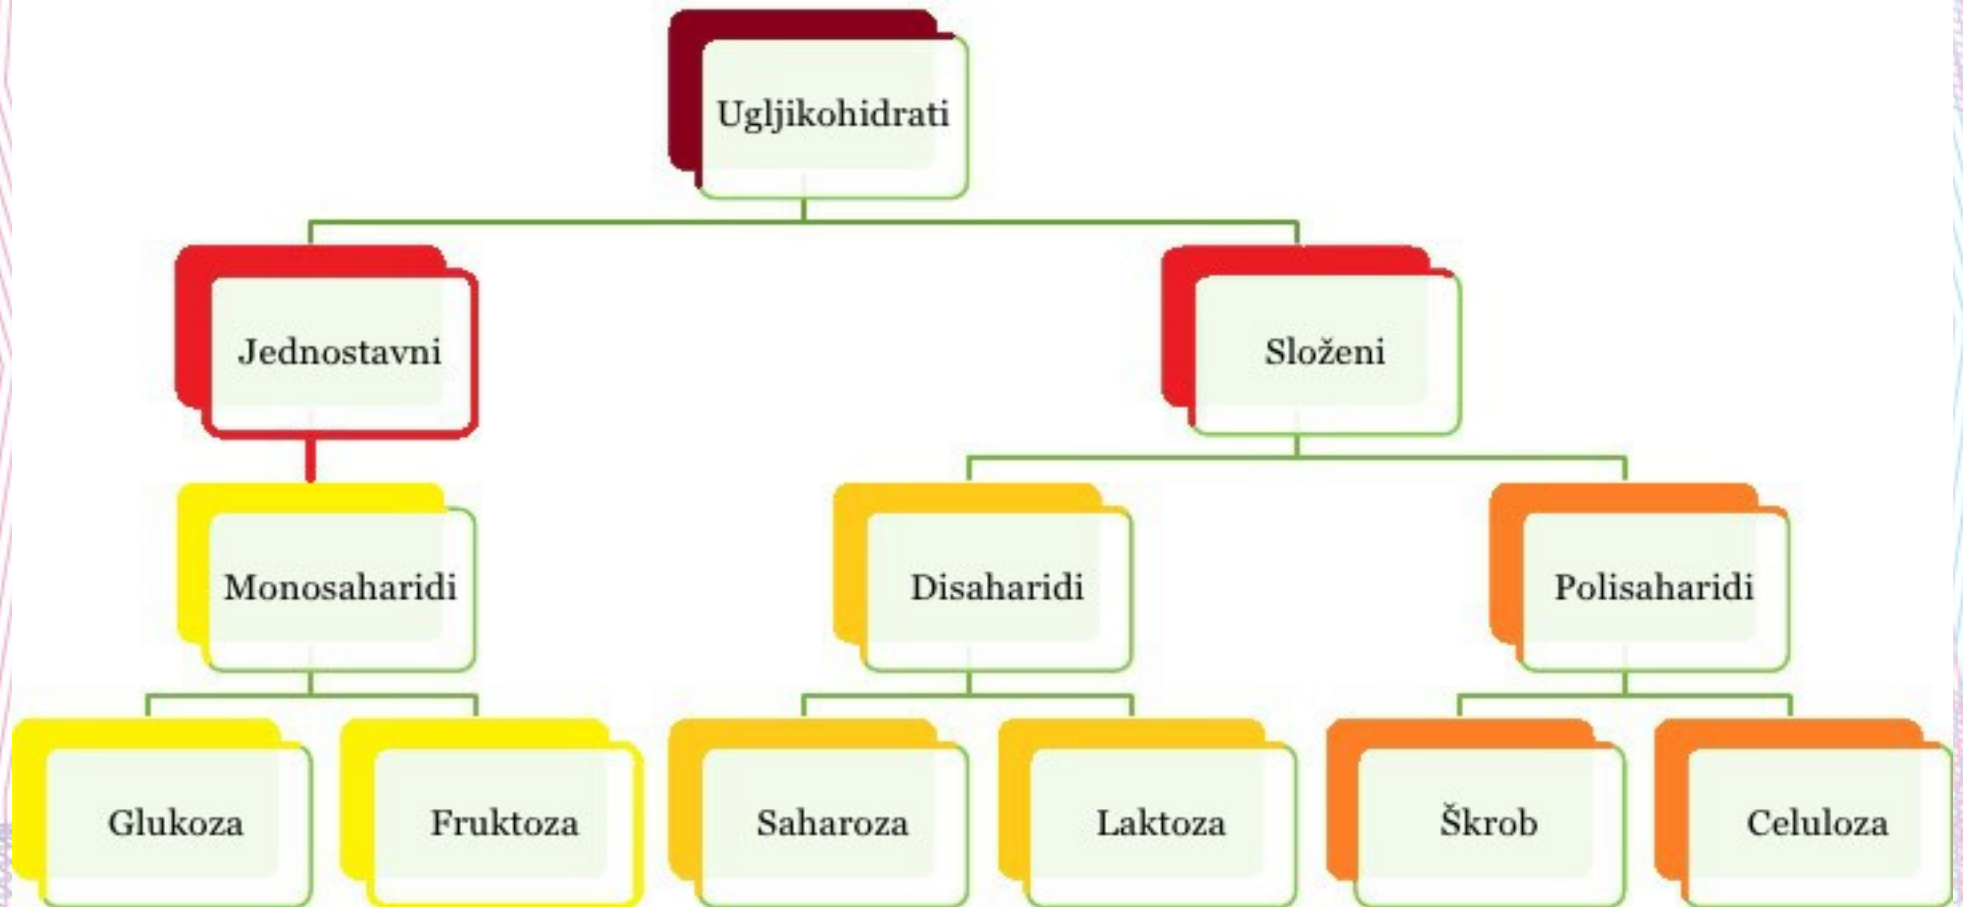 Ugljikohidrati
Jednostavni
Složeni
Monosaharidi
Disaharidi
Polisaharidi
Glukoza
Fruktoza
Saharoza
Laktoza
Škrob
Celuloza